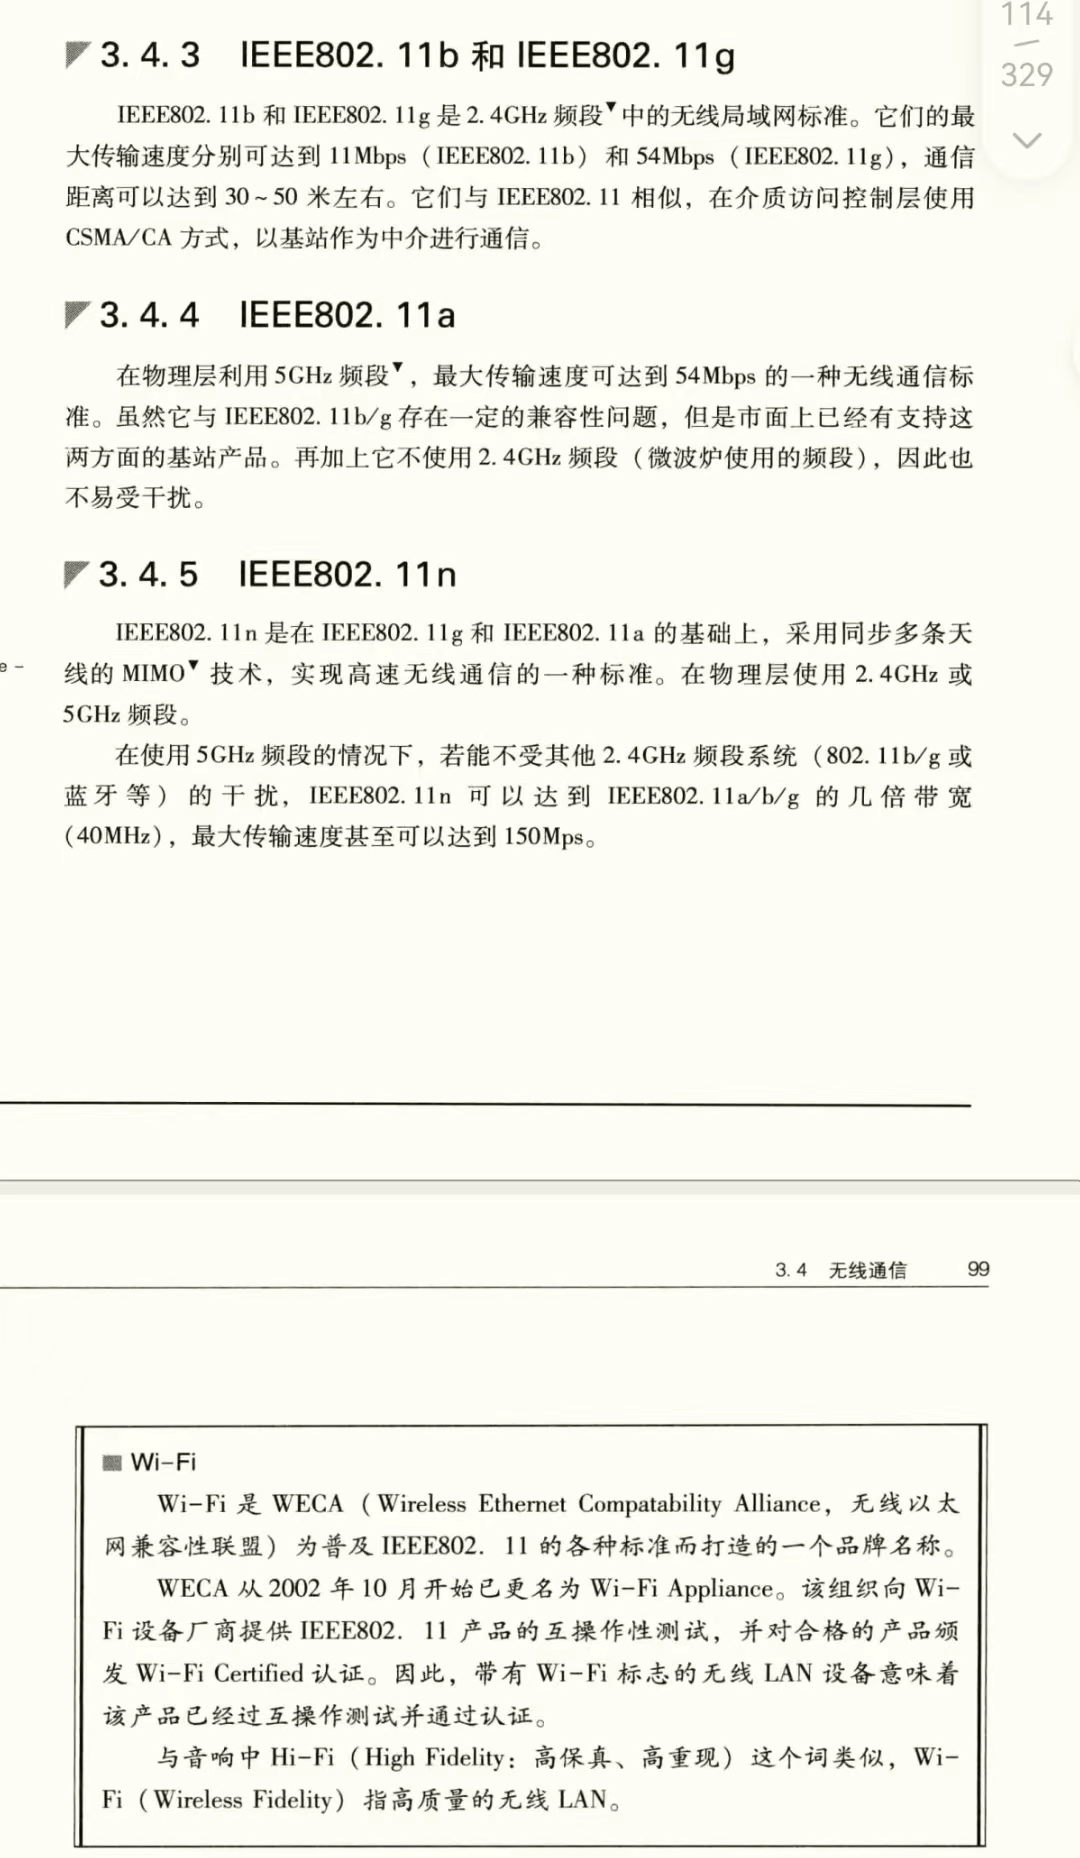 114
329
3.4.3 IEEE802.11b 和 IEEE802.11g
IEEE802.11b 和 IEEE802.11g 是 2.4GHz 频段▼中的无线局域网标准。它们的最
大传输速度分别可达到 11Mbps（IEEE802.11b）和 54Mbps（IEEE802.11g），通信
距离可以达到 30~50 米左右。它们与 IEEE802.11 相似，在介质访问控制层使用
CSMA/CA 方式，以基站作为中介进行通信。
3.4.4 IEEE802.11a
在物理层利用 5GHz 频段▼，最大传输速度可达到 54Mbps 的一种无线通信标
准。虽然它与 IEEE802.11b/g 存在一定的兼容性问题，但是市面上已经有支持这
两方面的基站产品。再加上它不使用 2.4GHz 频段（微波炉使用的频段），因此也
不易受干扰。
3.4.5 IEEE802.11n
IEEE802.11n 是在 IEEE802.11g 和 IEEE802.11a 的基础上，采用同步多条天
e-
线的 MIMO▼ 技术，实现高速无线通信的一种标准。在物理层使用 2.4GHz 或
5GHz 频段。
在使用 5GHz 频段的情况下，若能不受其他 2.4GHz 频段系统（802.11b/g 或
蓝牙等）的干扰，IEEE802.11n 可以达到 IEEE802.11a/b/g 的几倍带宽
（40MHz），最大传输速度甚至可以达到 150Mps。
3.4 无线通信 99
■ Wi-Fi
Wi-Fi 是 WECA（Wireless Ethernet Compatability Alliance，无线以太
网兼容性联盟）为普及 IEEE802. 11 的各种标准而打造的一个品牌名称。
WECA 从 2002 年 10 月开始已更名为 Wi-Fi Appliance。该组织向 Wi-
Fi 设备厂商提供 IEEE802. 11 产品的互操作性测试，并对合格的产品颁
发 Wi-Fi Certified 认证。因此，带有 Wi-Fi 标志的无线 LAN 设备意味着
该产品已经过互操作测试并通过认证。
与音响中 Hi-Fi（High Fidelity：高保真、高重现）这个词类似，Wi-
Fi（Wireless Fidelity）指高质量的无线 LAN。